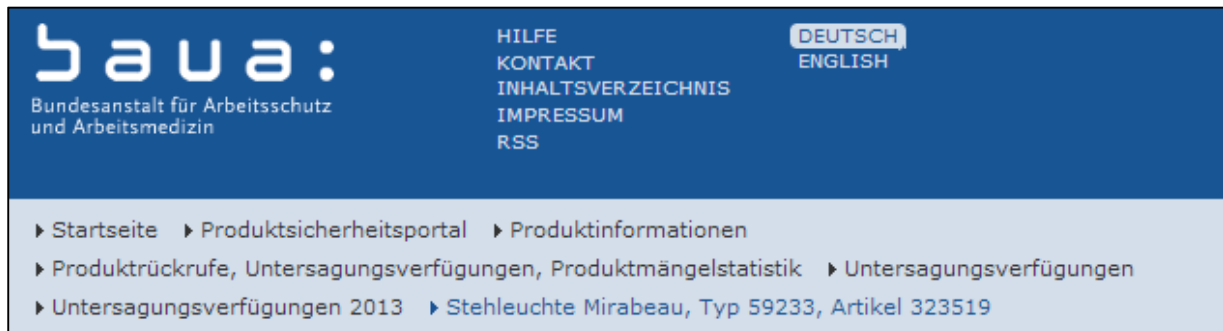 baua:
Bundesanstalt für Arbeitsschutz
und Arbeitsmedizin
HILFE
KONTAKT
INHALTSVERZEICHNIS
IMPRESSUM
RSS
DEUTSCH
ENGLISH
Startseite Produktsicherheitsportal Produktinformationen
Produktrückrufe, Untersagungsverfügungen, Produktmängelstatistik Untersagungsverfügungen
Untersagungsverfügungen 2013 Stehleuchte Mirabeau, Typ 59233, Artikel 323519